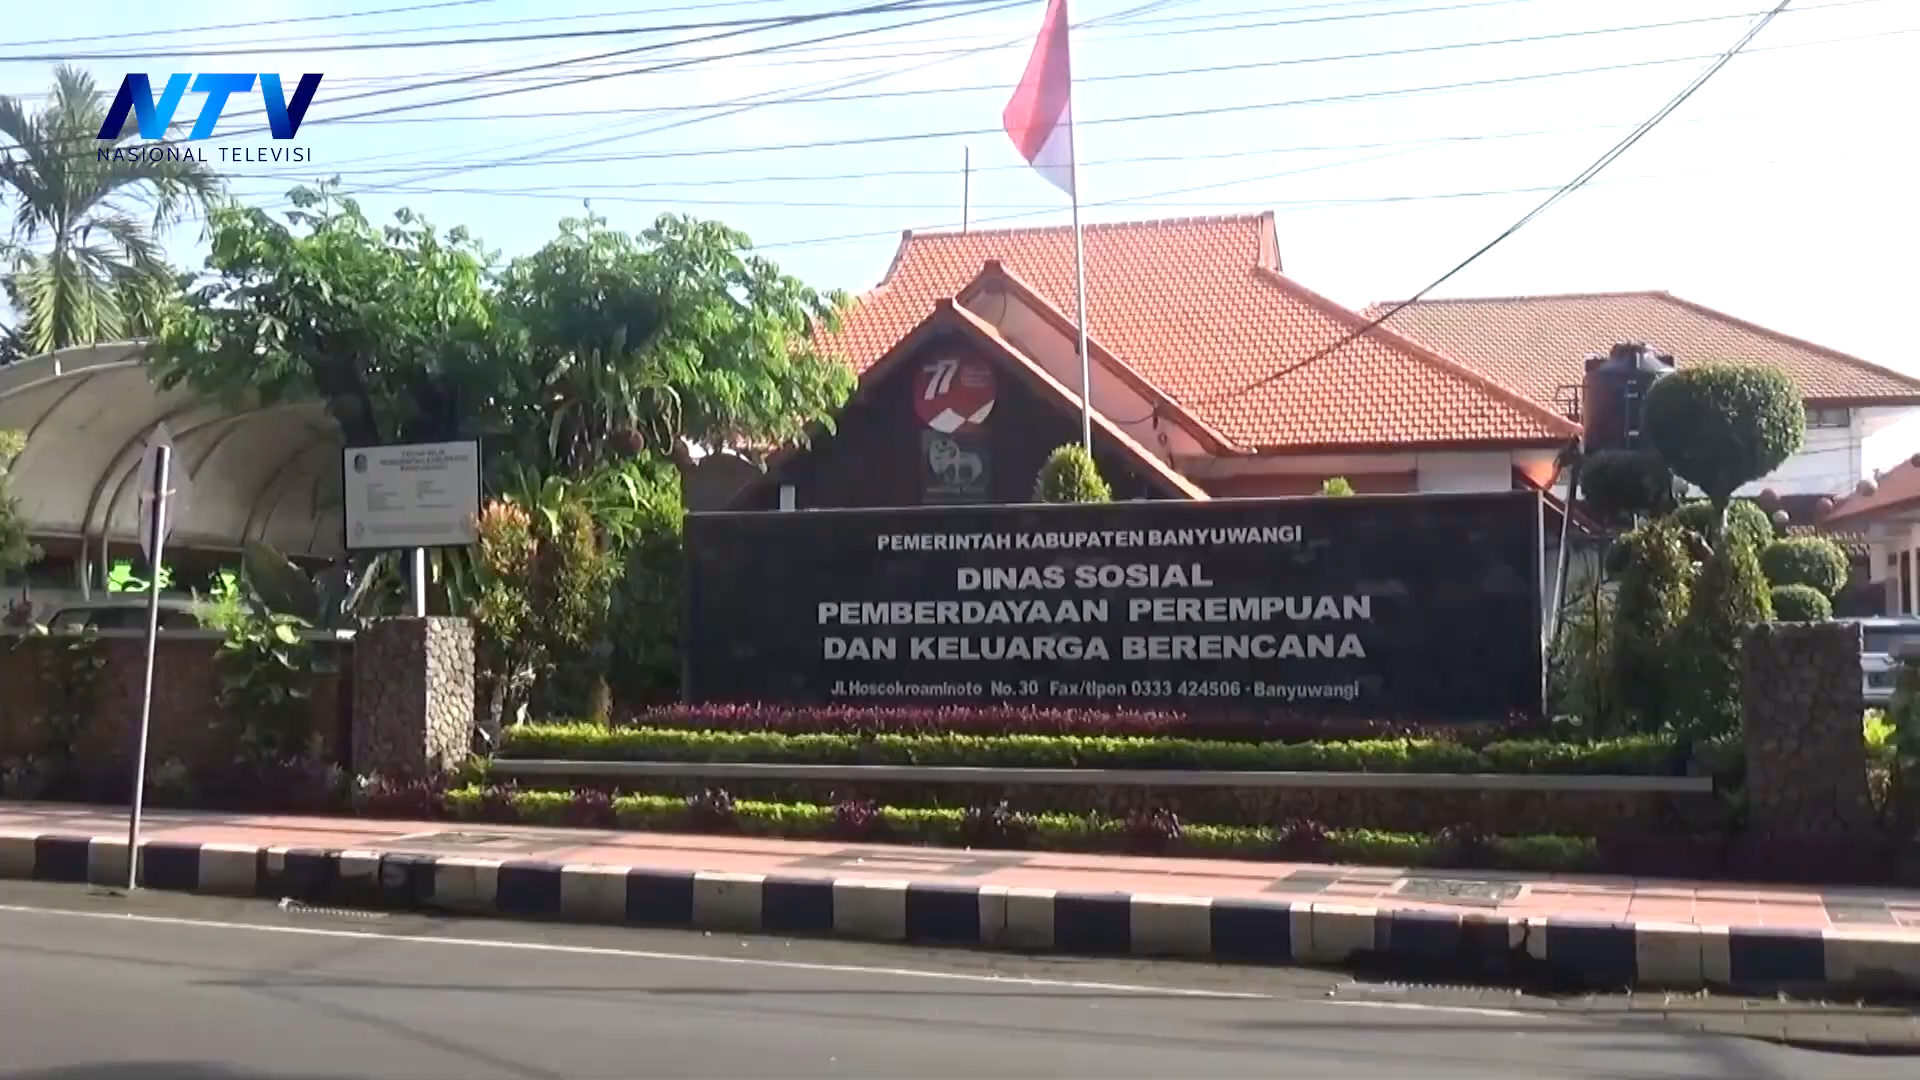 NTV
NASIONAL TELEVISI
77
PEMERINTAH KABUPATEN BANYUWANGI
DINAS SOSIAL
PEMBERDAYAAN PEREMPUAN
DAN KELUARGA BERENCANA
Jl.Hoscokroaminoto No.30 Fax/tlpon 0333 424506 - Banyuwangi